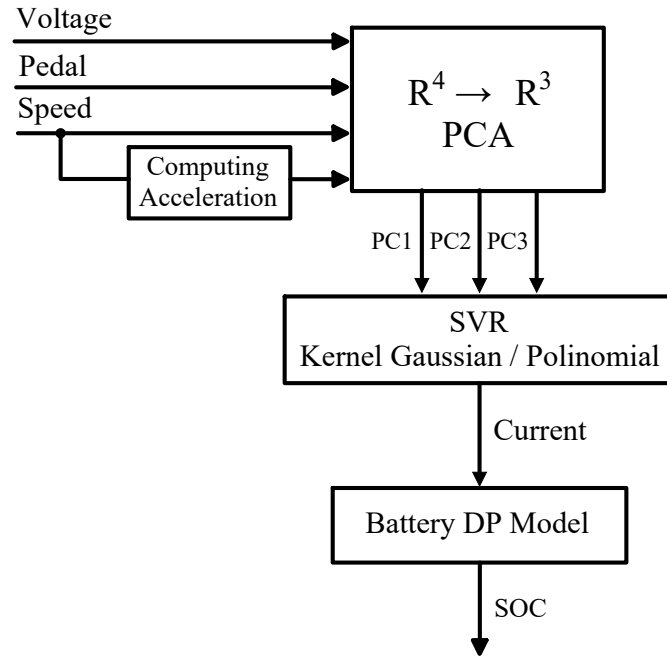 Voltage
Pedal
Speed
Computing
Acceleration
R⁴ → R³
PCA
PC1 PC2 PC3
SVR
Kernel Gaussian / Polinomial
Current
Battery DP Model
SOC